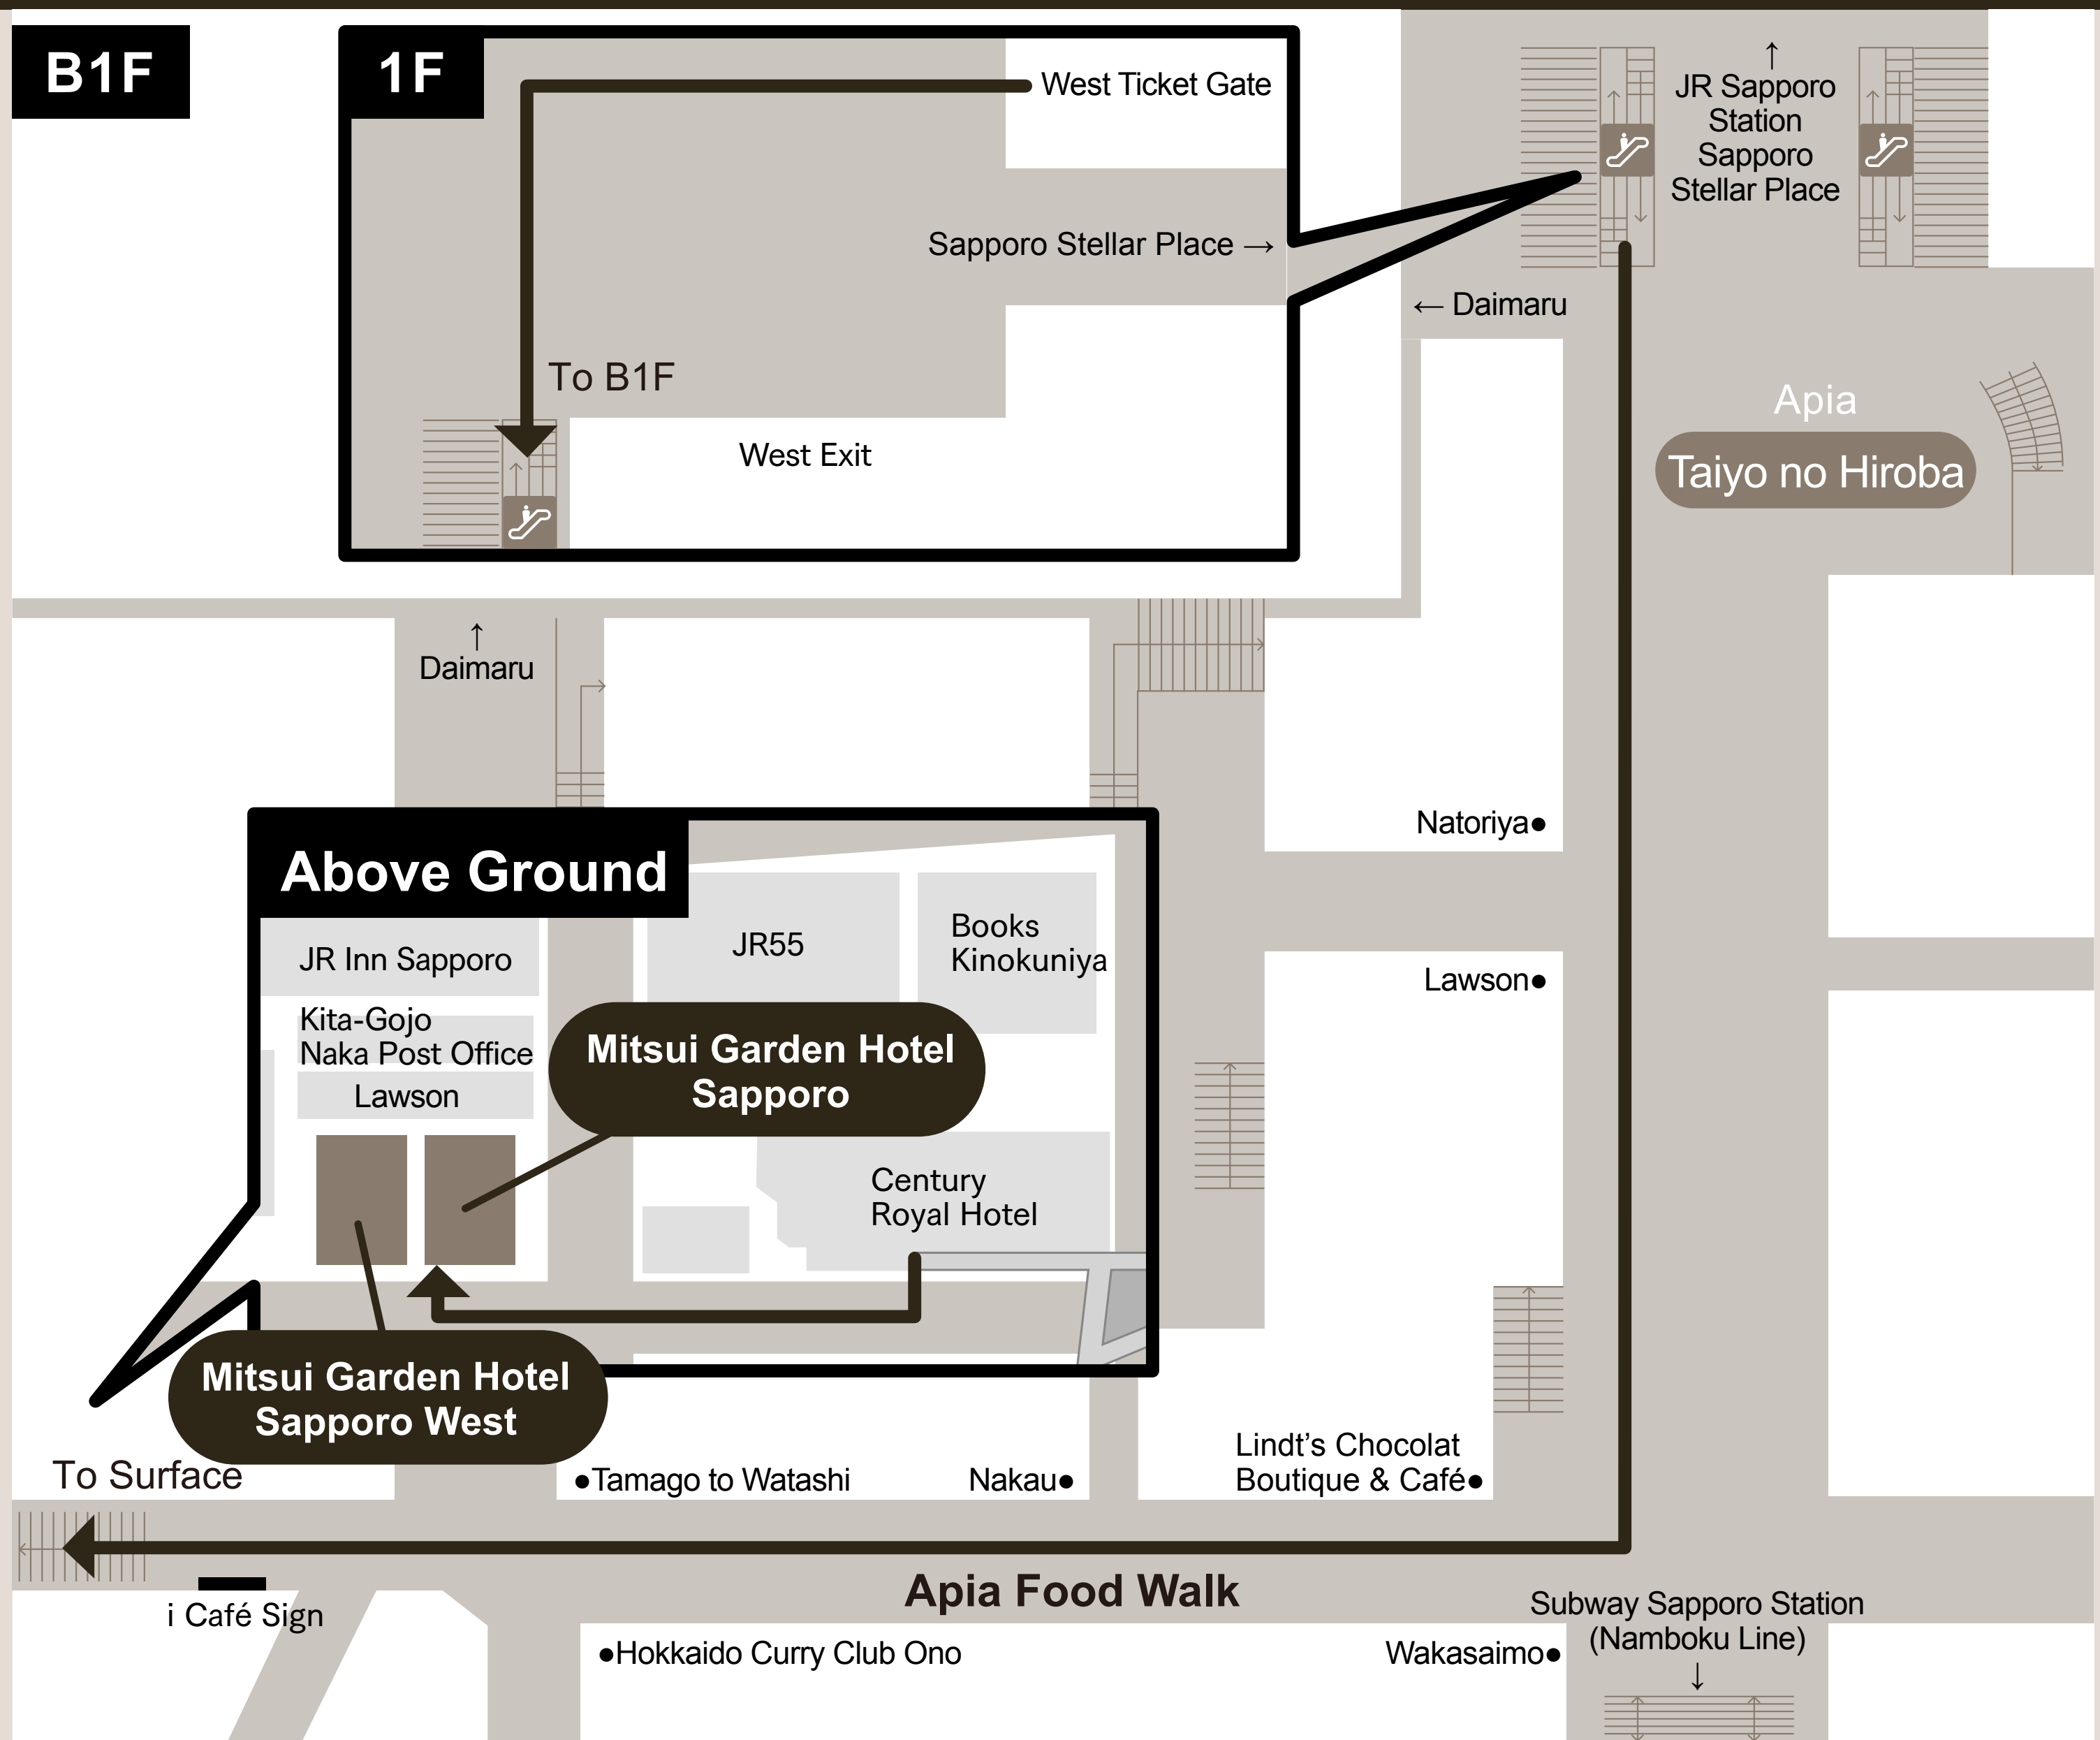 B1F
1F
West Ticket Gate
Sapporo Stellar Place →
To B1F
West Exit
↑
JR Sapporo
Station
Sapporo
Stellar Place
← Daimaru
Apia
Taiyo no Hiroba
↑
Daimaru
Natoriya●
Lawson●
Above Ground
JR Inn Sapporo
JR55
Books
Kinokuniya
Kita-Gojo
Naka Post Office
Lawson
Mitsui Garden Hotel
Sapporo
Century
Royal Hotel
Mitsui Garden Hotel
Sapporo West
To Surface
●Tamago to Watashi
Nakau●
Lindt’s Chocolat
Boutique & Café●
i Café Sign
Apia Food Walk
●Hokkaido Curry Club Ono
Wakasaimo●
Subway Sapporo Station
(Namboku Line)
↓